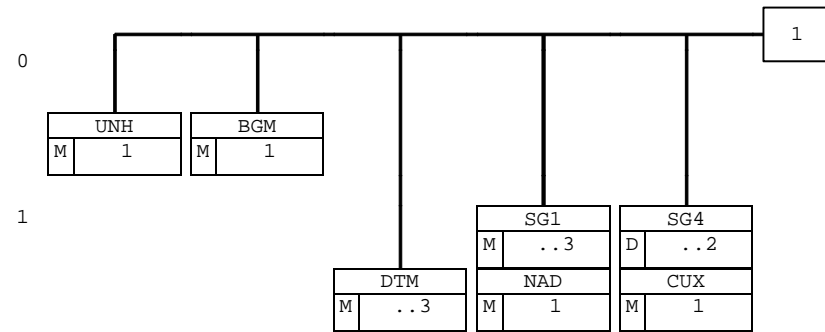 1
0
UNH BGM
M 1 M 1
1
SG1 SG4
M ..3 D ..2
DTM NAD CUX
M ..3 M 1 M 1